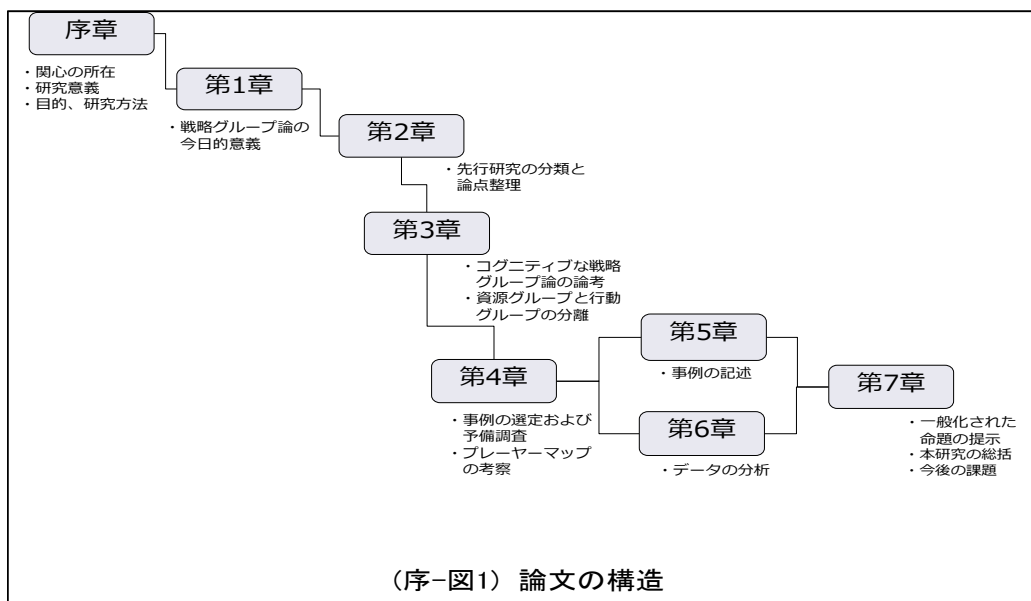 序章
・関心の所在
・研究意義
・目的、研究方法
第1章
・戦略グループ論の
今日的意義
第2章
・先行研究の分類と
論点整理
第3章
・コグニティブな戦略
グループ論の論考
・資源グループと行動
グループの分離
第4章
・事例の選定および
予備調査
・プレーヤーマップ
の考察
第5章
・事例の記述
第6章
・データの分析
第7章
・一般化された
命題の提示
・本研究の総括
・今後の課題
(序-図1) 論文の構造